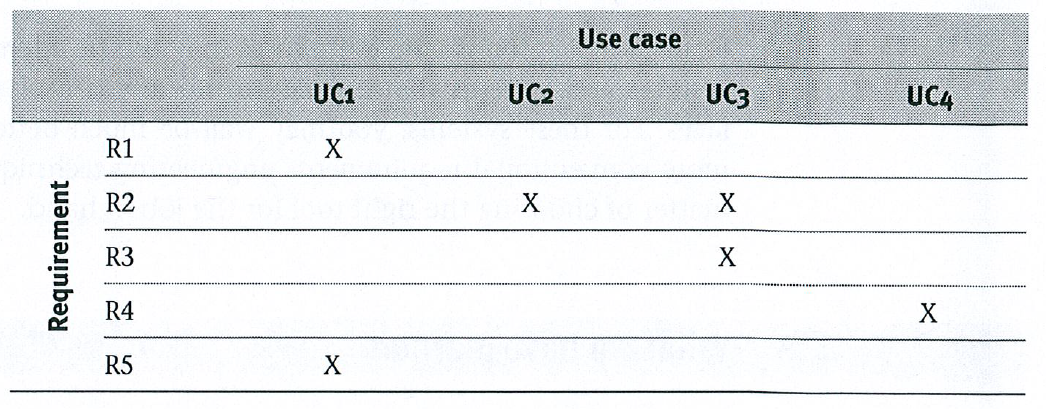 Use case
UC1 UC2 UC3 UC4
R1 X
R2 X X
R3 X
R4 X
R5 X
Requirement